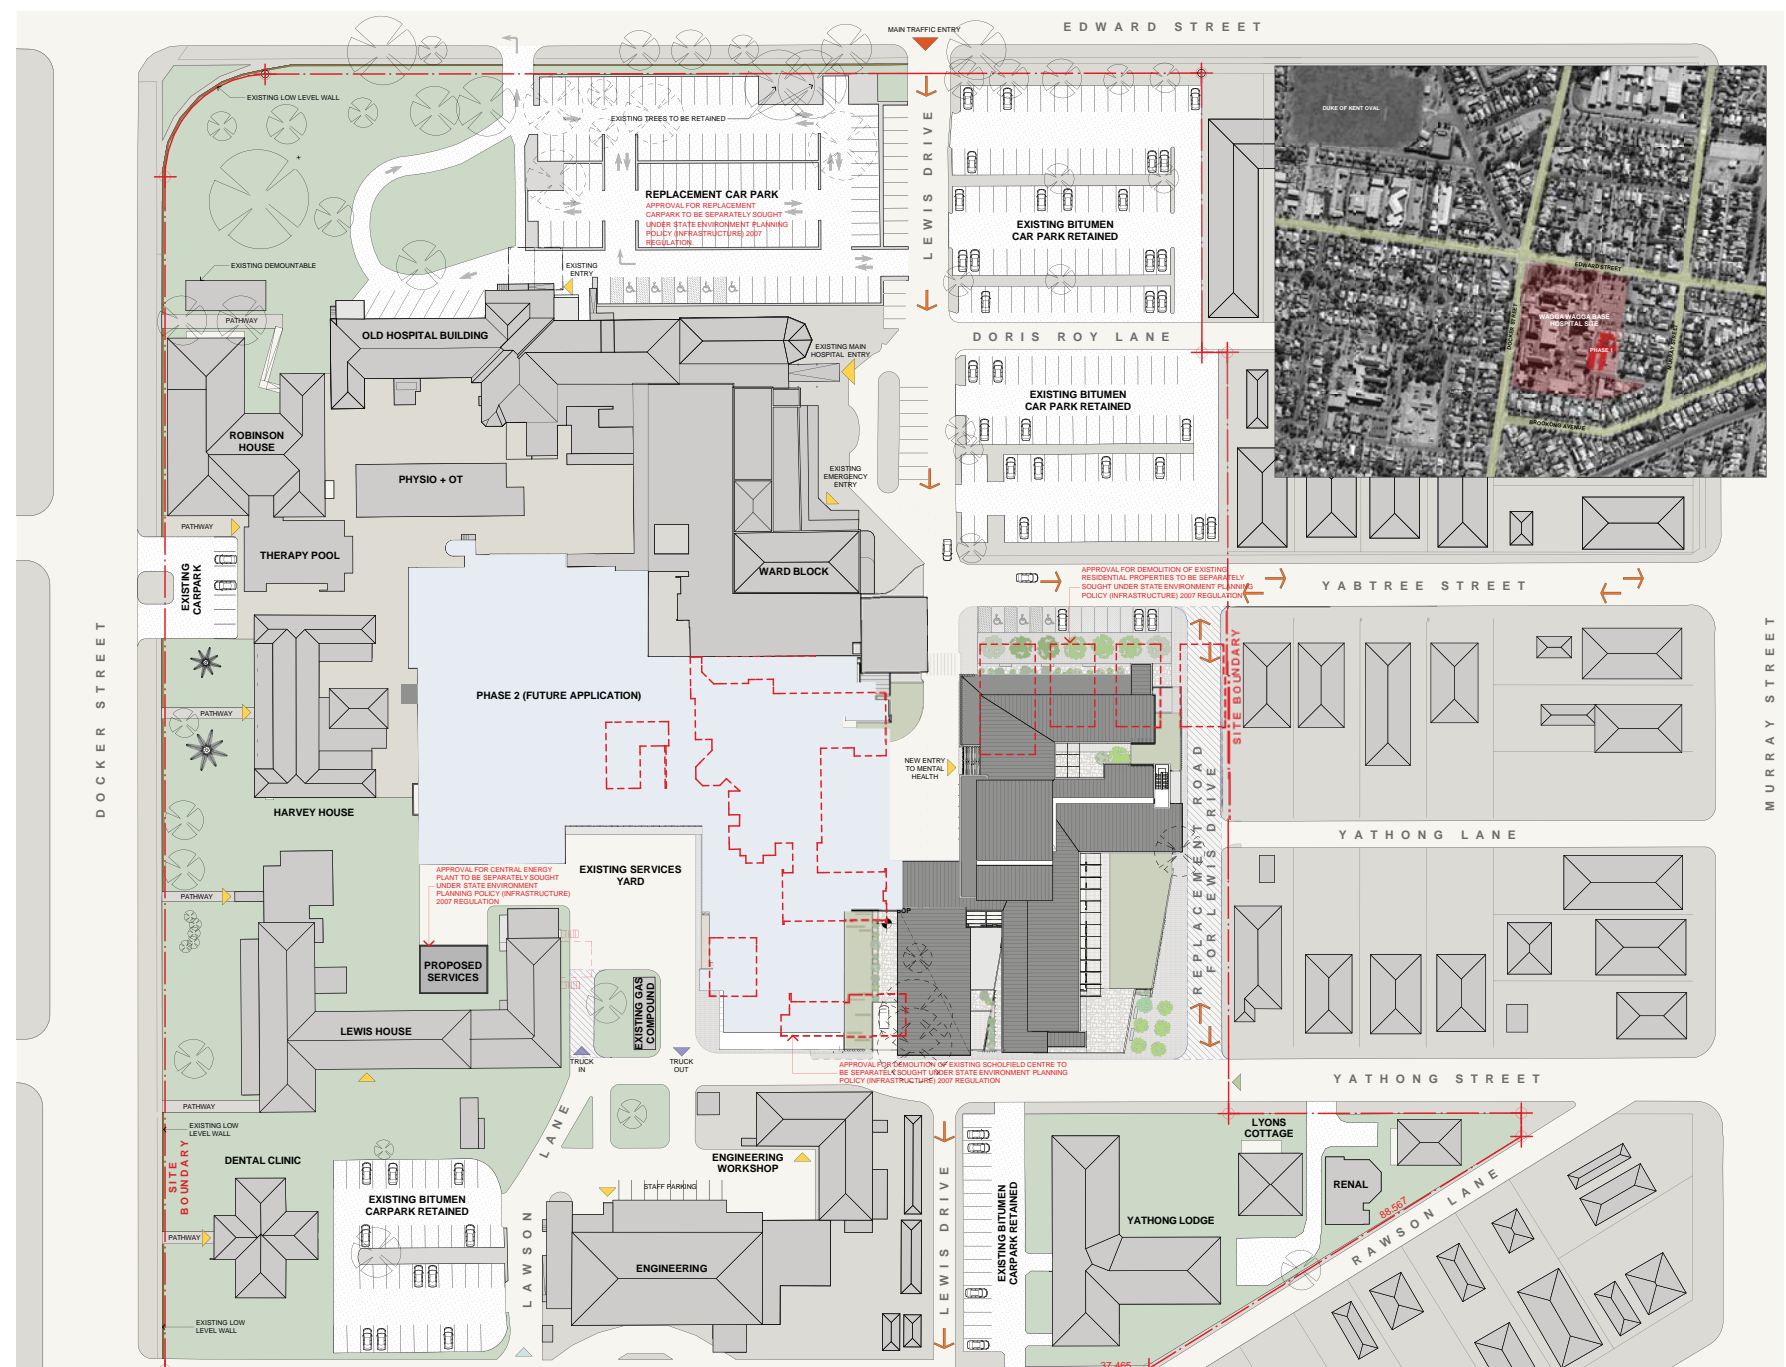 EDWARD STREET
MAIN TRAFFIC ENTRY
EXISTING LOW LEVEL WALL
EXISTING TREES TO BE RETAINED
LEWIS DRIVE
DUKE OF KENT OVAL
REPLACEMENT CAR PARK
APPROVAL FOR REPLACEMENT
CARPARK TO BE SEPARATELY SOUGHT
UNDER STATE ENVIRONMENT PLANNING
POLICY (INFRASTRUCTURE) 2007
REGULATION.
EXISTING BITUMEN
CAR PARK RETAINED
EXISTING DEMOUNTABLE
EXISTING
ENTRY
EDWARD STREET
DOCKER STREET
WAGGA WAGGA BASE
HOSPITAL SITE
PHASE 1
MURRAY STREET
BROOKONG AVENUE
PATHWAY
OLD HOSPITAL BUILDING
DORIS ROY LANE
EXISTING MAIN
HOSPITAL ENTRY
EXISTING BITUMEN
CAR PARK RETAINED
ROBINSON
HOUSE
PHYSIO + OT
EXISTING
EMERGENCY
ENTRY
PATHWAY
THERAPY POOL
EXISTING
CARPARK
WARD BLOCK
APPROVAL FOR DEMOLITION OF EXISTING
RESIDENTIAL PROPERTIES TO BE SEPARATELY
SOUGHT UNDER STATE ENVIRONMENT PLANNING
POLICY (INFRASTRUCTURE) 2007 REGULATION
YABTREE STREET
DOCKER STREET
MURRAY STREET
SITE BOUNDARY
PHASE 2 (FUTURE APPLICATION)
PATHWAY
NEW ENTRY
TO MENTAL
HEALTH
REPLACEMENT ROAD
FOR LEWIS DRIVE
HARVEY HOUSE
YATHONG LANE
EXISTING SERVICES
YARD
APPROVAL FOR CENTRAL ENERGY
PLANT TO BE SEPARATELY SOUGHT
UNDER STATE ENVIRONMENT
PLANNING POLICY (INFRASTRUCTURE)
2007 REGULATION
PATHWAY
PROPOSED
SERVICES
EXISTING GAS
COMPOUND
LEWIS HOUSE
TRUCK
IN
TRUCK
OUT
APPROVAL FOR DEMOLITION OF EXISTING SCHOLFIELD CENTRE TO
BE SEPARATELY SOUGHT UNDER STATE ENVIRONMENT PLANNING
POLICY (INFRASTRUCTURE) 2007 REGULATION
YATHONG STREET
PATHWAY
EXISTING LOW
LEVEL WALL
SITE
BOUNDARY
DENTAL CLINIC
LAWSON LANE
ENGINEERING
WORKSHOP
STAFF PARKING
LYONS
COTTAGE
RENAL
EXISTING BITUMEN
CARPARK RETAINED
LEWIS DRIVE
EXISTING BITUMEN
CARPARK RETAINED
YATHONG LODGE
88.567
RAWSON LANE
PATHWAY
ENGINEERING
EXISTING LOW
LEVEL WALL
37.465